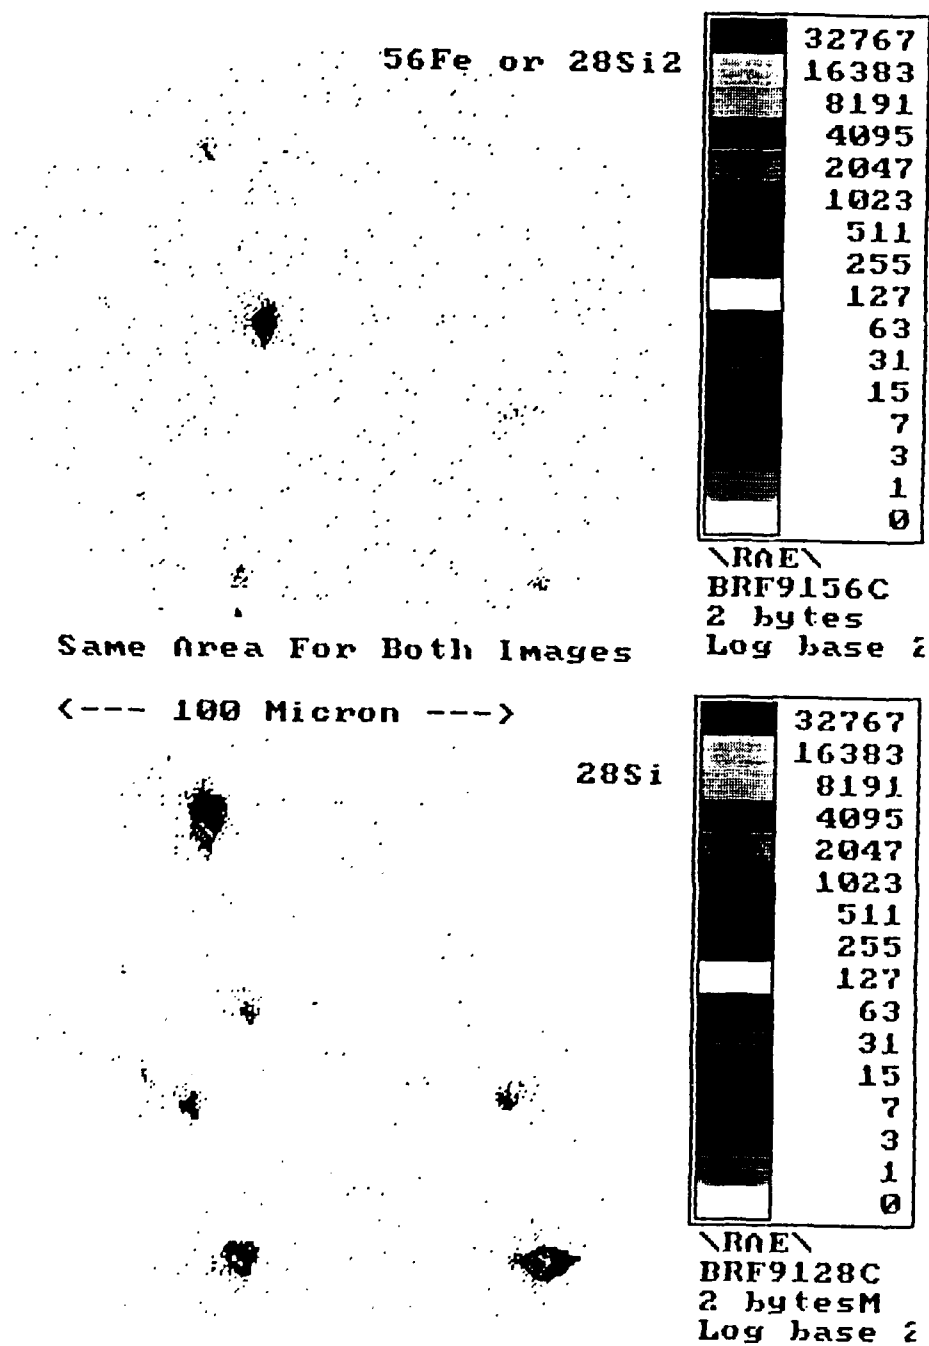 56Fe or 28Si2
32767
16383
8191
4095
2047
1023
511
255
127
63
31
15
7
3
1
0
\RAE\
BRF9156C
2 bytes
Log base 2
Same Area For Both Images
<--- 100 Micron --->
28Si
32767
16383
8191
4095
2047
1023
511
255
127
63
31
15
7
3
1
0
\RAE\
BRF9128C
2 bytesM
Log base 2